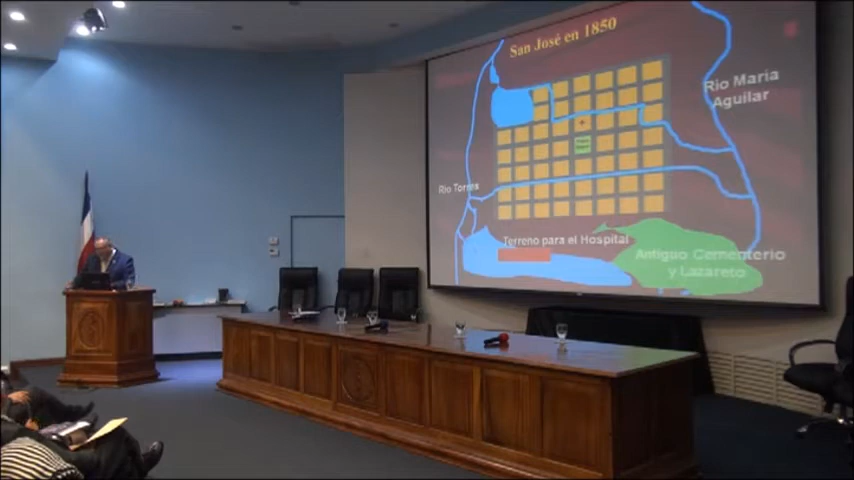 San José en 1850
Rio Maria
Aguilar
Rio Torres
Terreno para el Hospital
Antiguo Cementerio
y Lazareto